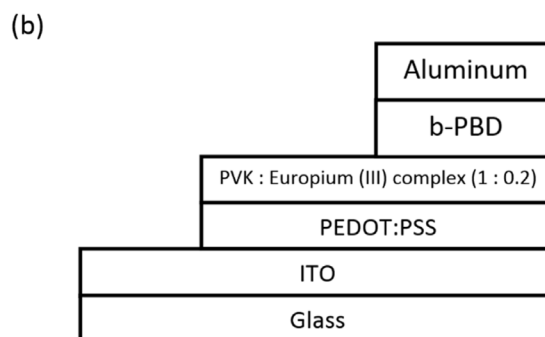 (b)
Aluminum
b-PBD
PVK : Europium (III) complex (1 : 0.2)
PEDOT:PSS
ITO
Glass